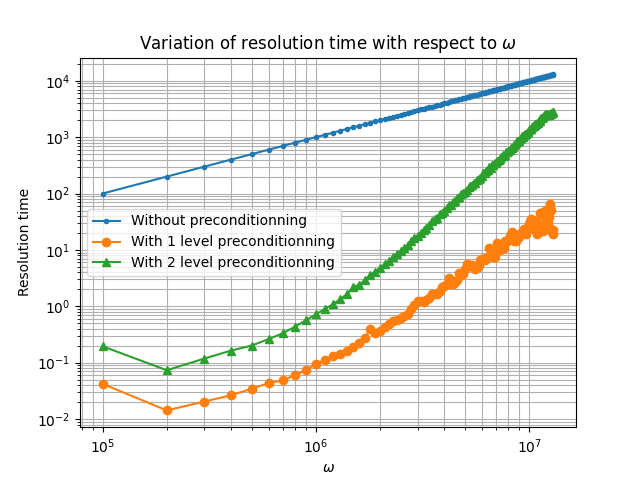 Variation of resolution time with respect to ω
Resolution time
10⁴
10³
10²
10¹
10⁰
10⁻¹
10⁻²
Without preconditionning
With 1 level preconditionning
With 2 level preconditionning
10⁵ 10⁶ 10⁷
ω